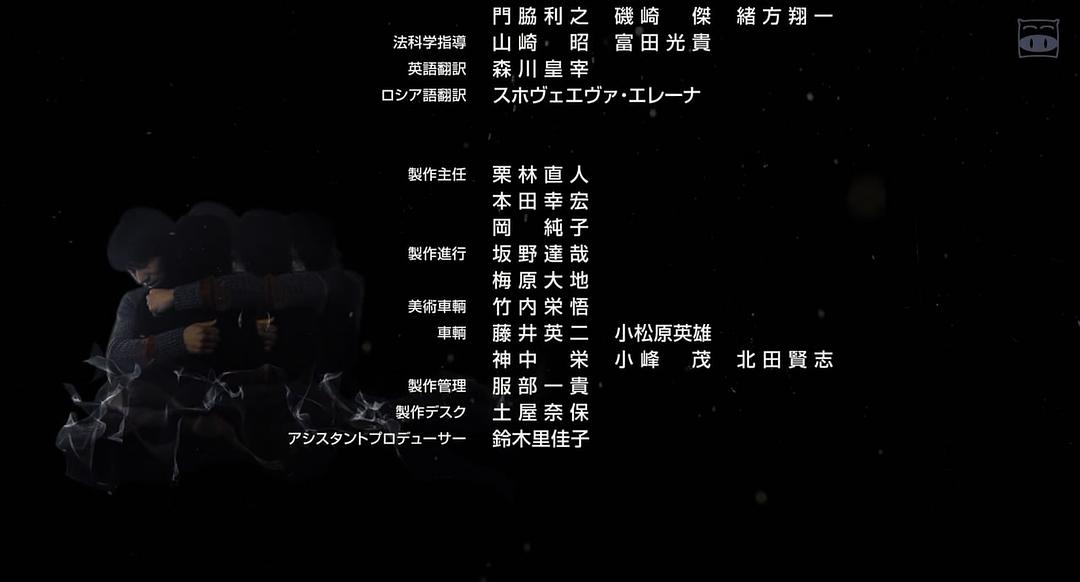 門脇利之　磯崎　傑　緒方翔一
法科学指導　山崎　昭　富田光貴
英語翻訳　森川皇宰
ロシア語翻訳　スホヴェエヴァ・エレーナ
製作主任　栗林直人
本田幸宏
岡　純子
製作進行　坂野達哉
梅原大地
美術車輌　竹内栄悟
車輌　藤井英二　小松原英雄
神中　栄　小峰　茂　北田賢志
製作管理　服部一貴
製作デスク　土屋奈保
アシスタントプロデューサー　鈴木里佳子